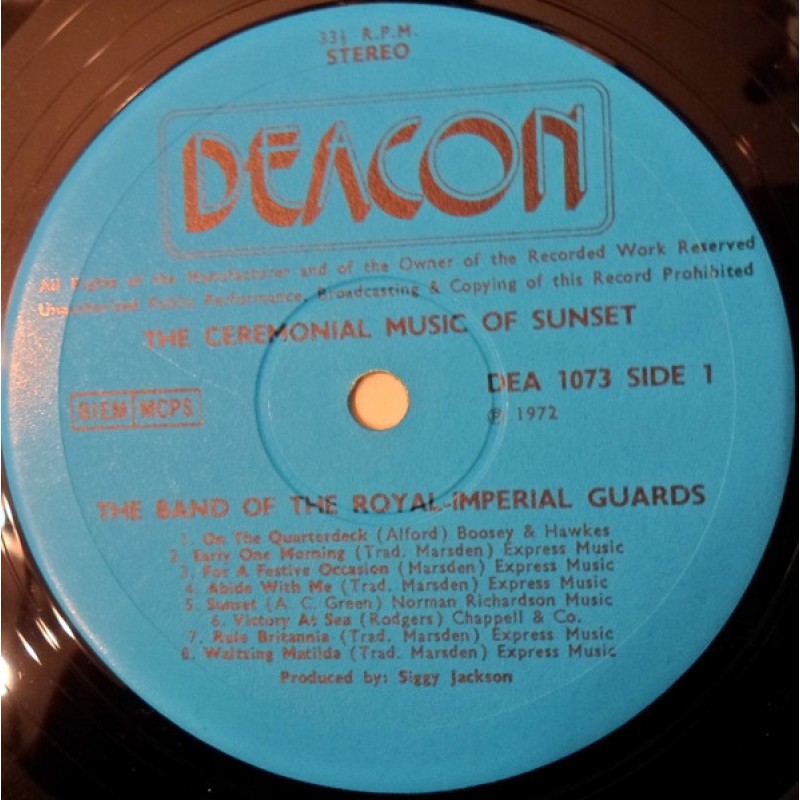 33⅓ R.P.M.
STEREO
DEACON
All Rights of the Manufacturer and of the Owner of the Recorded Work Reserved
Unauthorised Public Performance, Broadcasting & Copying of this Record Prohibited
THE CEREMONIAL MUSIC OF SUNSET
DEA 1073 SIDE 1
BIEM MCPS
Ⓟ 1972
THE BAND OF THE ROYAL-IMPERIAL GUARDS
1. On The Quarterdeck (Alford) Boosey & Hawkes
2. Early One Morning (Trad. Marsden) Express Music
3. For A Festive Occasion (Marsden) Express Music
4. Abide With Me (Trad. Marsden) Express Music
5. Sunset (A. C. Green) Norman Richardson Music
6. Victory At Sea (Rodgers) Chappell & Co.
7. Rule Britannia (Trad. Marsden) Express Music
8. Waltzing Matilda (Trad. Marsden) Express Music
Produced by: Siggy Jackson